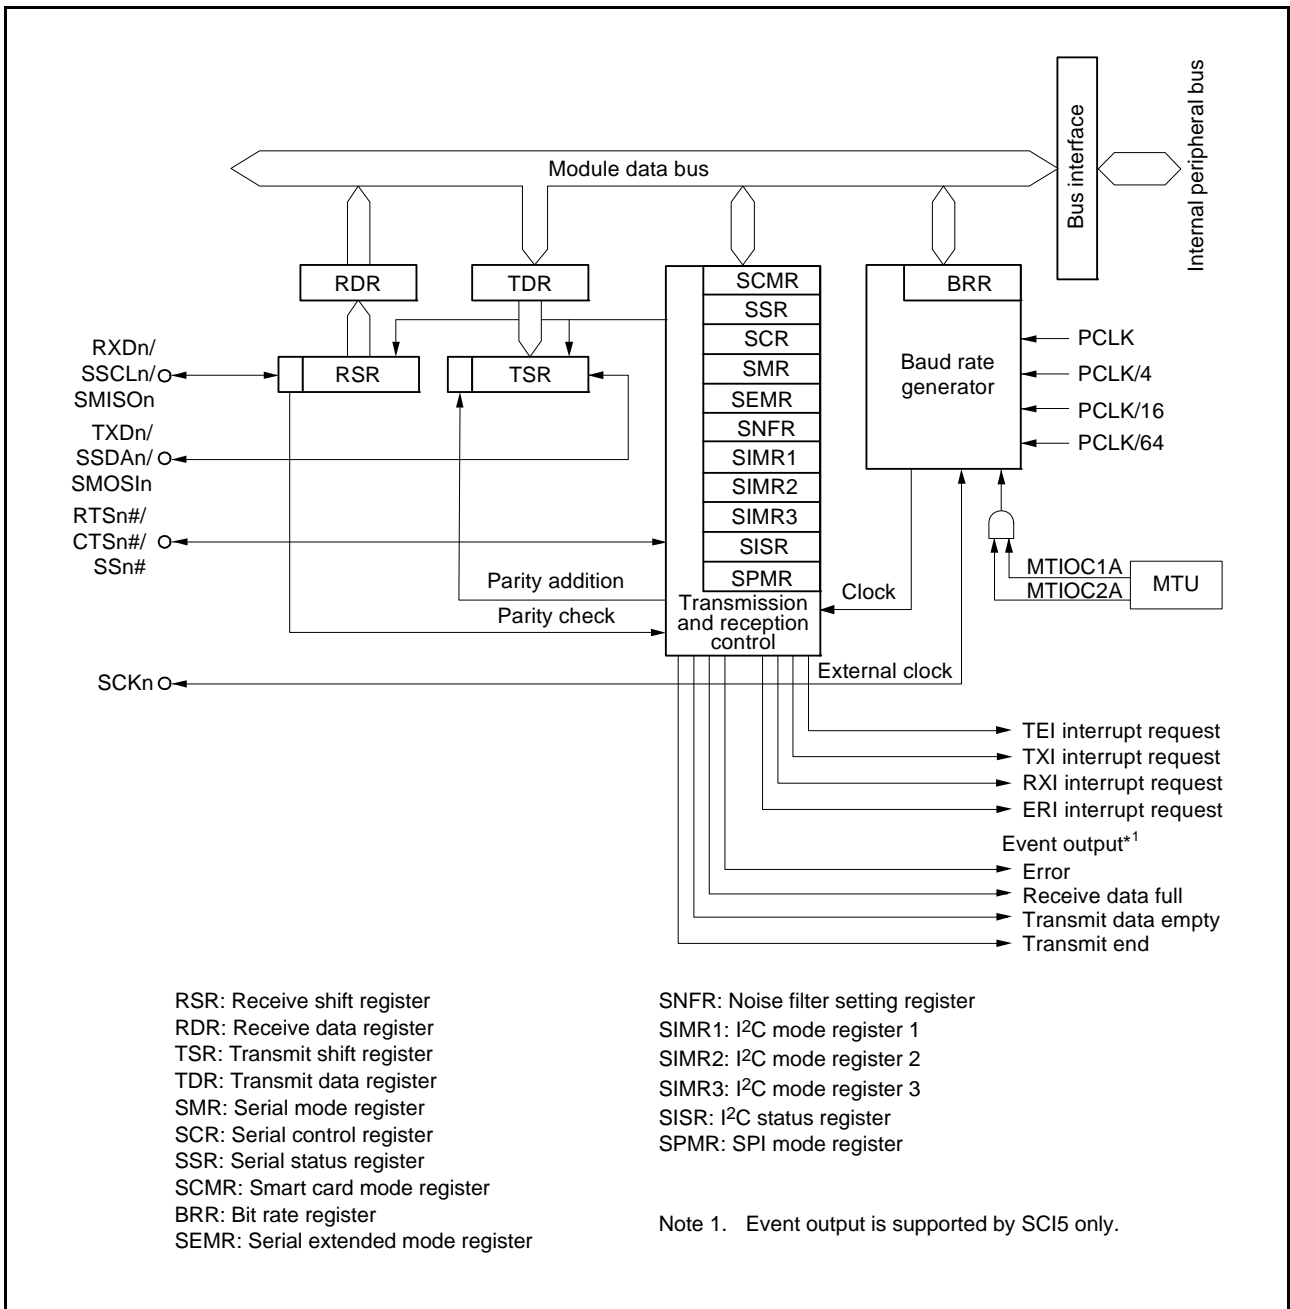 Internal peripheral bus
Bus interface
Module data bus
RDR
TDR
SCMR
SSR
SCR
SMR
SEMR
SNFR
SIMR1
SIMR2
SIMR3
SISR
SPMR
Transmission
and reception
control
BRR
Baud rate
generator
PCLK
PCLK/4
PCLK/16
PCLK/64
RXDn/
SSCLn/
SMISOn
RSR
TSR
TXDn/
SSDAn/
SMOSIn
RTSn#/
CTSn#/
SSn#
Parity addition
Parity check
Clock
MTIOC1A
MTIOC2A
MTU
SCKn
External clock
TEI interrupt request
TXI interrupt request
RXI interrupt request
ERI interrupt request
Event output*1
Error
Receive data full
Transmit data empty
Transmit end
RSR: Receive shift register
RDR: Receive data register
TSR: Transmit shift register
TDR: Transmit data register
SMR: Serial mode register
SCR: Serial control register
SSR: Serial status register
SCMR: Smart card mode register
BRR: Bit rate register
SEMR: Serial extended mode register
SNFR: Noise filter setting register
SIMR1: I2C mode register 1
SIMR2: I2C mode register 2
SIMR3: I2C mode register 3
SISR: I2C status register
SPMR: SPI mode register
Note 1. Event output is supported by SCI5 only.